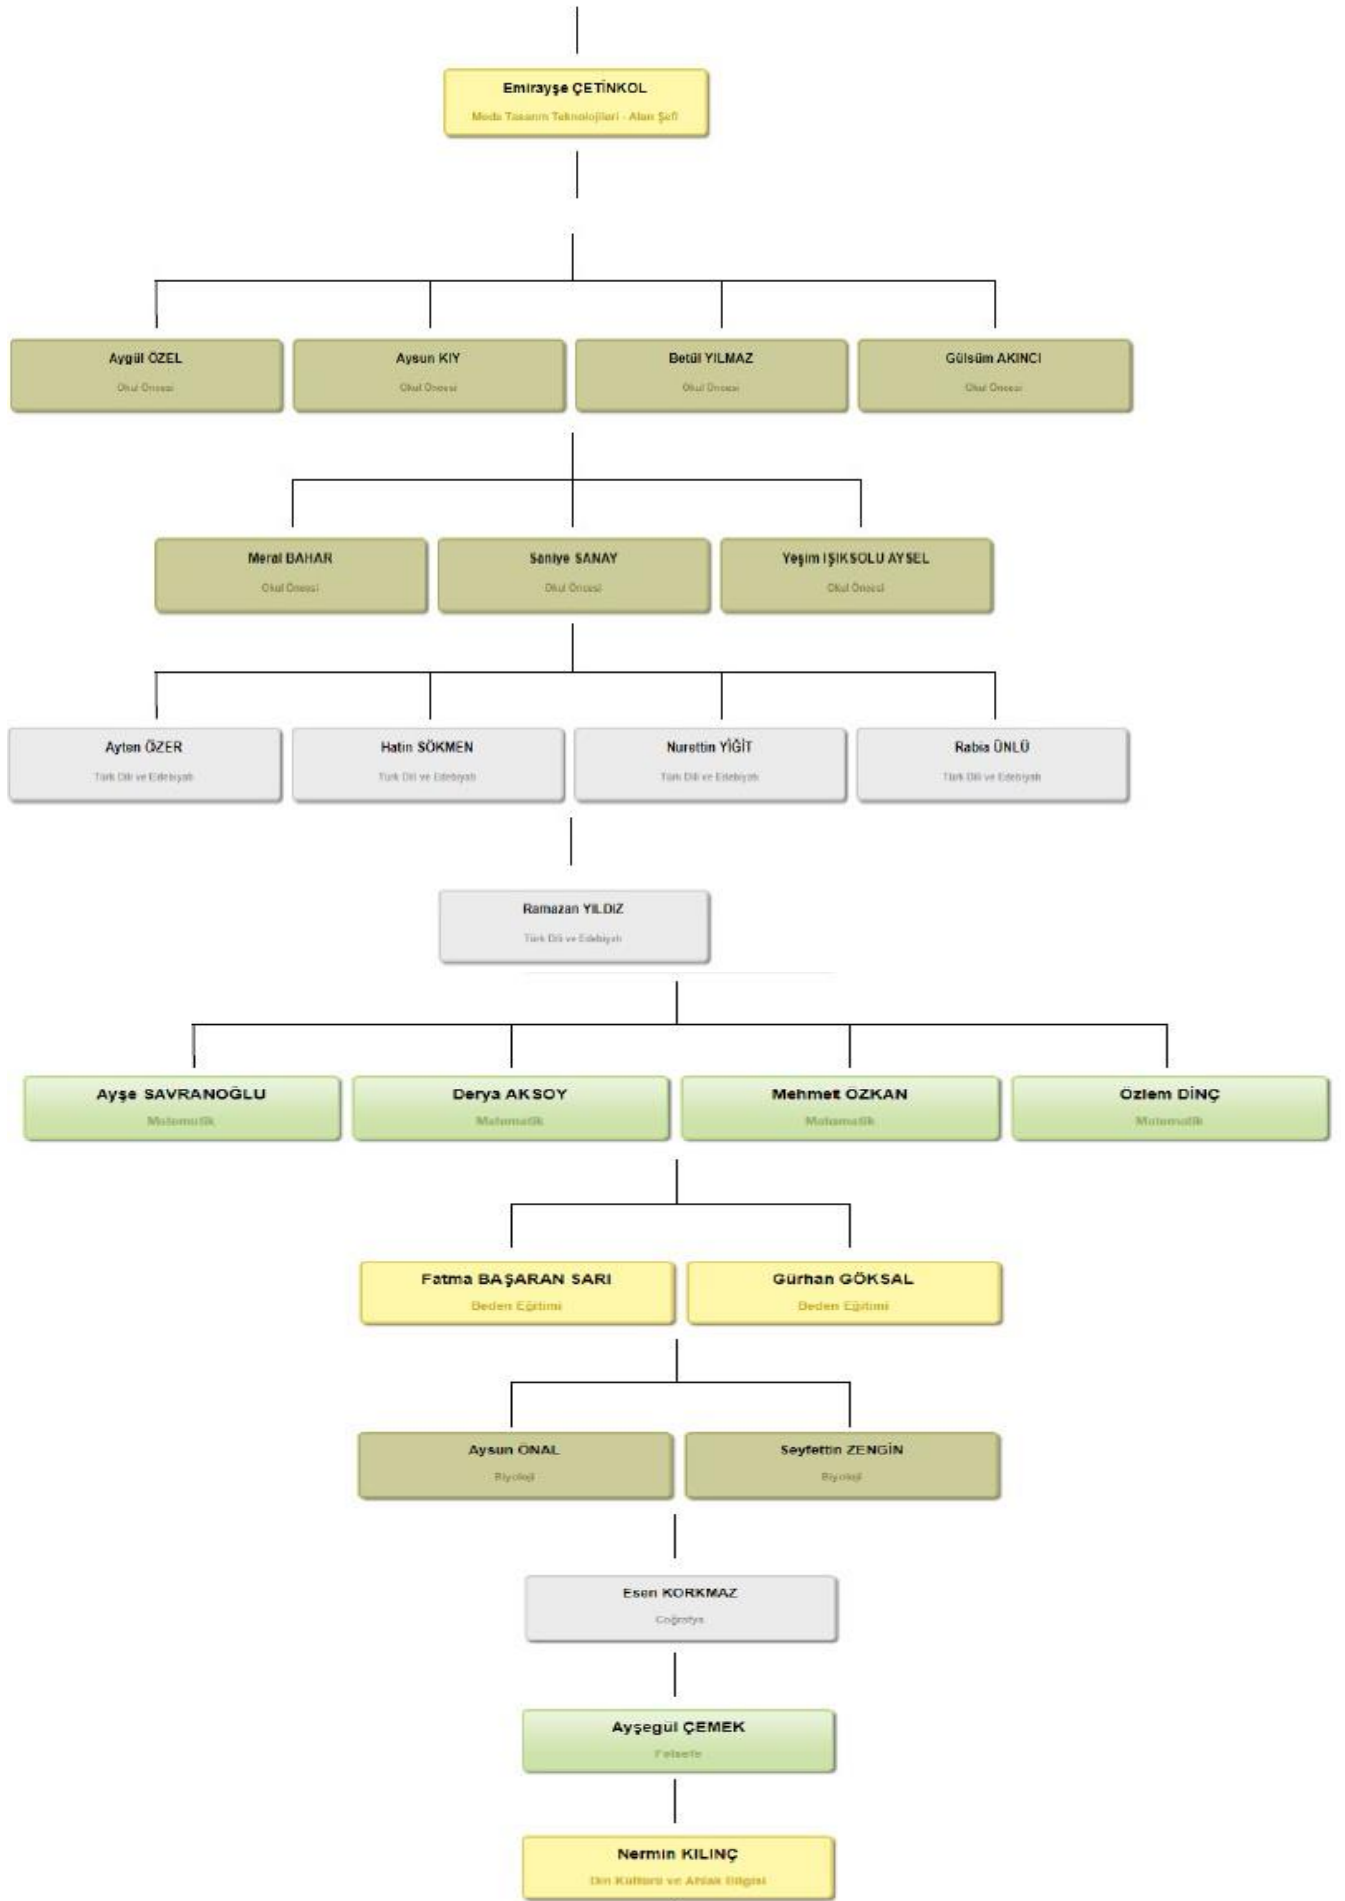 Emirayşe ÇETİNKOL
Moda Tasarım Teknolojileri - Alan Şefi
Aygül ÖZEL
Okul Öncesi
Aysun KIY
Okul Öncesi
Betül YILMAZ
Okul Öncesi
Gülsüm AKINCI
Okul Öncesi
Meral BAHAR
Okul Öncesi
Saniye SANAY
Okul Öncesi
Yeşim IŞIKSOLU AYSEL
Okul Öncesi
Ayten ÖZER
Türk Dili ve Edebiyatı
Hatin SÖKMEN
Türk Dili ve Edebiyatı
Nurettin YİĞİT
Türk Dili ve Edebiyatı
Rabia ÜNLÜ
Türk Dili ve Edebiyatı
Ramazan YILDIZ
Türk Dili ve Edebiyatı
Ayşe SAVRANOĞLU
Matematik
Derya AKSOY
Matematik
Mehmet ÖZKAN
Matematik
Özlem DİNÇ
Matematik
Fatma BAŞARAN SARI
Beden Eğitimi
Gürhan GÖKSAL
Beden Eğitimi
Aysun ÖNAL
Biyoloji
Seyfettin ZENGİN
Biyoloji
Esen KORKMAZ
Coğrafya
Ayşegül ÇEMEK
Felsefe
Nermin KILINÇ
Din Kültürü ve Ahlak Bilgisi